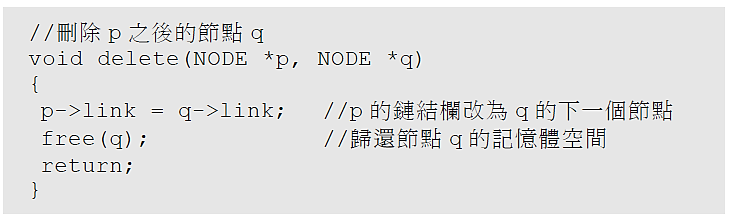 //刪除 p 之後的節點 q
void delete(NODE *p, NODE *q)
{
 p->link = q->link;   //p 的鏈結欄改為 q 的下一個節點
 free(q);             //歸還節點 q 的記憶體空間
 return;
}